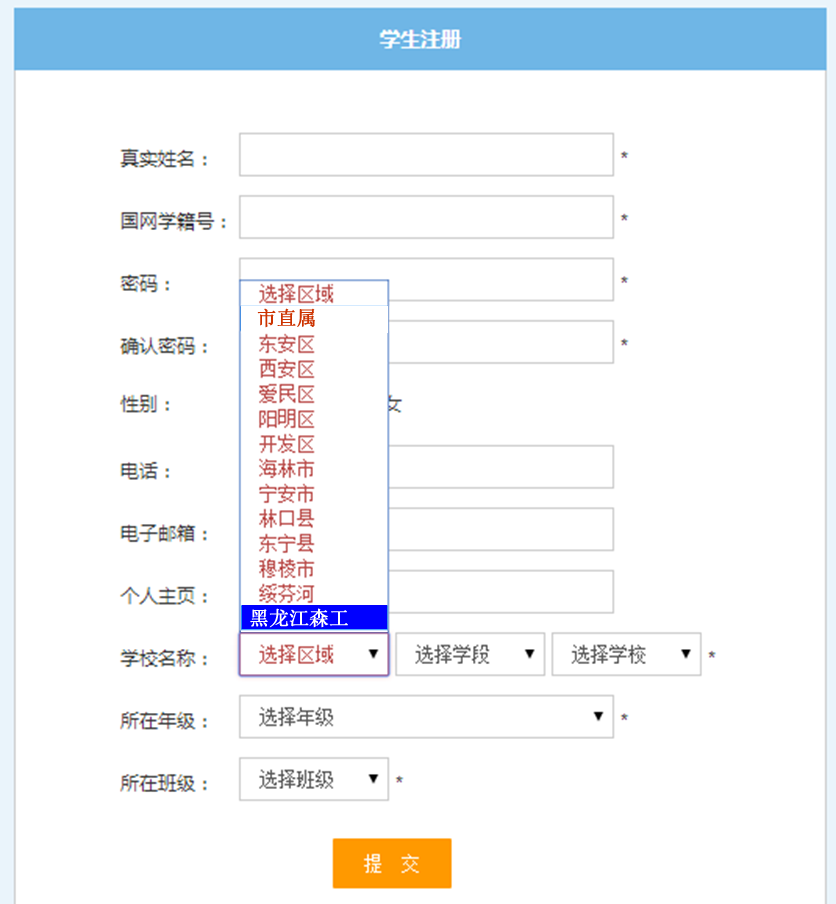 学生注册
真实姓名： *
国网学籍号： *
密码： *
选择区域
市直属
确认密码： *
东安区
西安区
爱民区
性别： 女
阳明区
开发区
电话：
海林市
宁安市
林口县
电子邮箱：
东宁县
穆棱市
个人主页：
绥芬河
黑龙江森工
学校名称： 选择区域 ▼ 选择学段 ▼ 选择学校 ▼ *
所在年级： 选择年级 ▼ *
所在班级： 选择班级 ▼ *
提 交